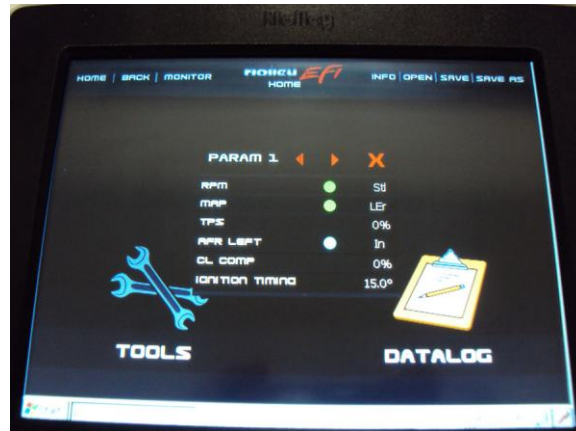 Holley
HOME | BACK | MONITOR
HOLLEY EFI
HOME
INFO | OPEN | SAVE | SAVE AS
PARAM 1
X
RPM Stl
MAP LEr
TPS 0%
AFR LEFT In
CL COMP 0%
IGNITION TIMING 15.0°
TOOLS
DATALOG